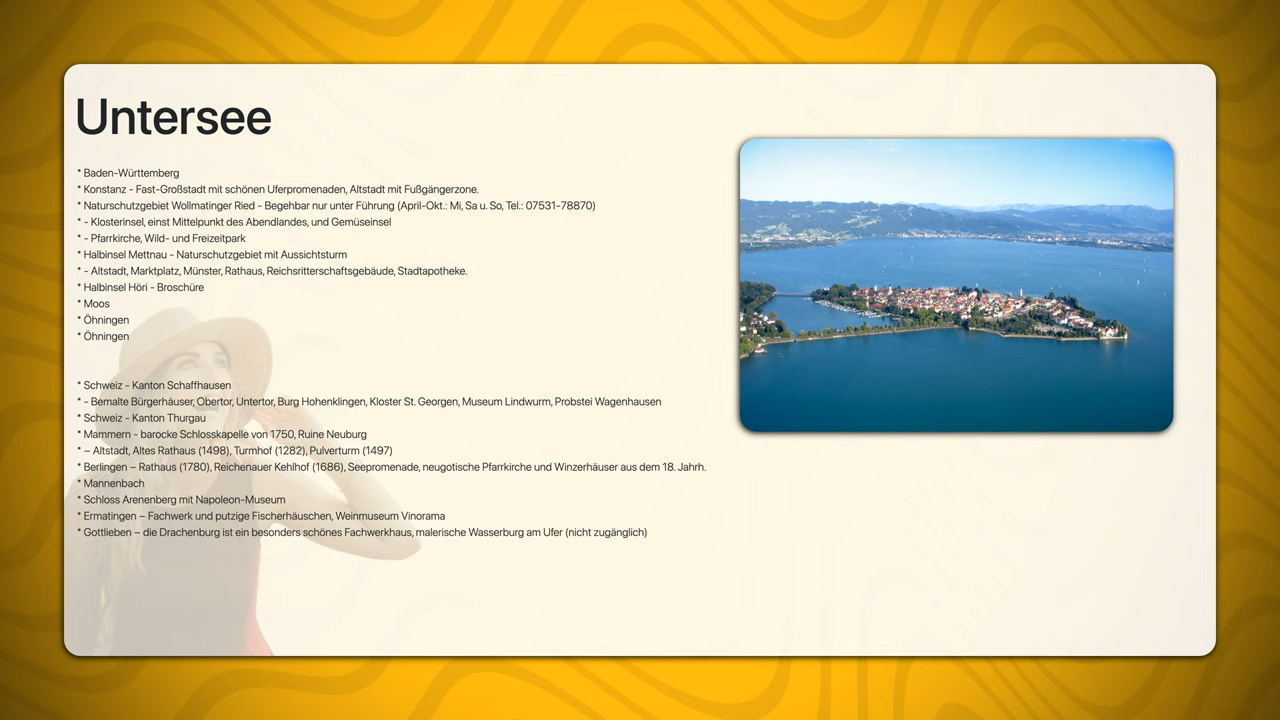 Untersee
* Baden-Württemberg
* Konstanz - Fast-Großstadt mit schönen Uferpromenaden, Altstadt mit Fußgängerzone.
* Naturschutzgebiet Wollmatinger Ried - Begehbar nur unter Führung (April-Okt.: Mi, Sa u. So, Tel.: 07531-78870)
* - Klosterinsel, einst Mittelpunkt des Abendlandes, und Gemüseinsel
* - Pfarrkirche, Wild- und Freizeitpark
* Halbinsel Mettnau - Naturschutzgebiet mit Aussichtsturm
* - Altstadt, Marktplatz, Münster, Rathaus, Reichsritterschaftsgebäude, Stadtapotheke.
* Halbinsel Höri - Broschüre
* Moos
* Öhningen
* Öhningen
* Schweiz - Kanton Schaffhausen
* - Bemalte Bürgerhäuser, Obertor, Untertor, Burg Hohenklingen, Kloster St. Georgen, Museum Lindwurm, Probstei Wagenhausen
* Schweiz - Kanton Thurgau
* Mammern - barocke Schlosskapelle von 1750, Ruine Neuburg
* – Altstadt, Altes Rathaus (1498), Turmhof (1282), Pulverturm (1497)
* Berlingen – Rathaus (1780), Reichenauer Kehlhof (1686), Seepromenade, neugotische Pfarrkirche und Winzerhäuser aus dem 18. Jahrh.
* Mannenbach
* Schloss Arenenberg mit Napoleon-Museum
* Ermatingen – Fachwerk und putzige Fischerhäuschen, Weinmuseum Vinorama
* Gottlieben – die Drachenburg ist ein besonders schönes Fachwerkhaus, malerische Wasserburg am Ufer (nicht zugänglich)